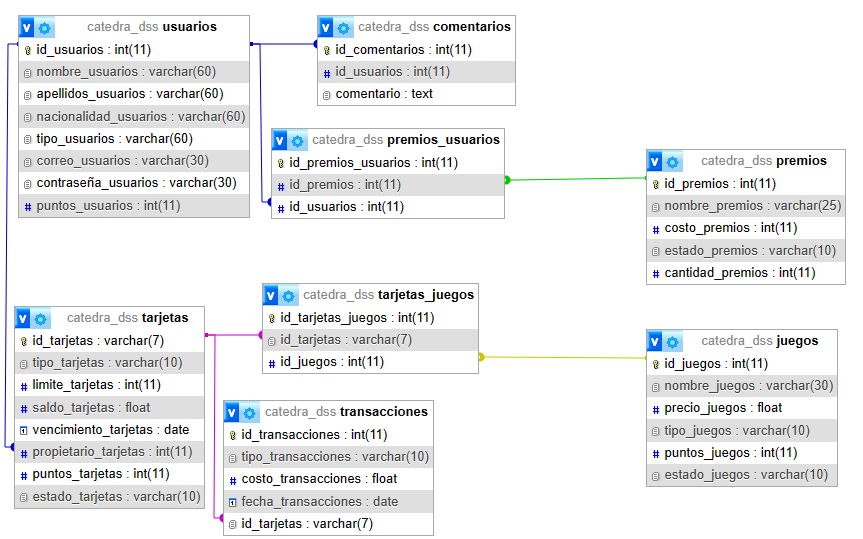 catedra_dss usuarios
id_usuarios : int(11)
nombre_usuarios : varchar(60)
apellidos_usuarios : varchar(60)
nacionalidad_usuarios : varchar(60)
tipo_usuarios : varchar(60)
correo_usuarios : varchar(30)
contraseña_usuarios : varchar(30)
puntos_usuarios : int(11)
catedra_dss comentarios
id_comentarios : int(11)
id_usuarios : int(11)
comentario : text
catedra_dss premios_usuarios
id_premios_usuarios : int(11)
id_premios : int(11)
id_usuarios : int(11)
catedra_dss premios
id_premios : int(11)
nombre_premios : varchar(25)
costo_premios : int(11)
estado_premios : varchar(10)
cantidad_premios : int(11)
catedra_dss tarjetas
id_tarjetas : varchar(7)
tipo_tarjetas : varchar(10)
limite_tarjetas : int(11)
saldo_tarjetas : float
vencimiento_tarjetas : date
propietario_tarjetas : int(11)
puntos_tarjetas : int(11)
estado_tarjetas : varchar(10)
catedra_dss tarjetas_juegos
id_tarjetas_juegos : int(11)
id_tarjetas : varchar(7)
id_juegos : int(11)
catedra_dss transacciones
id_transacciones : int(11)
tipo_transacciones : varchar(10)
costo_transacciones : float
fecha_transacciones : date
id_tarjetas : varchar(7)
catedra_dss juegos
id_juegos : int(11)
nombre_juegos : varchar(30)
precio_juegos : float
tipo_juegos : varchar(10)
puntos_juegos : int(11)
estado_juegos : varchar(10)